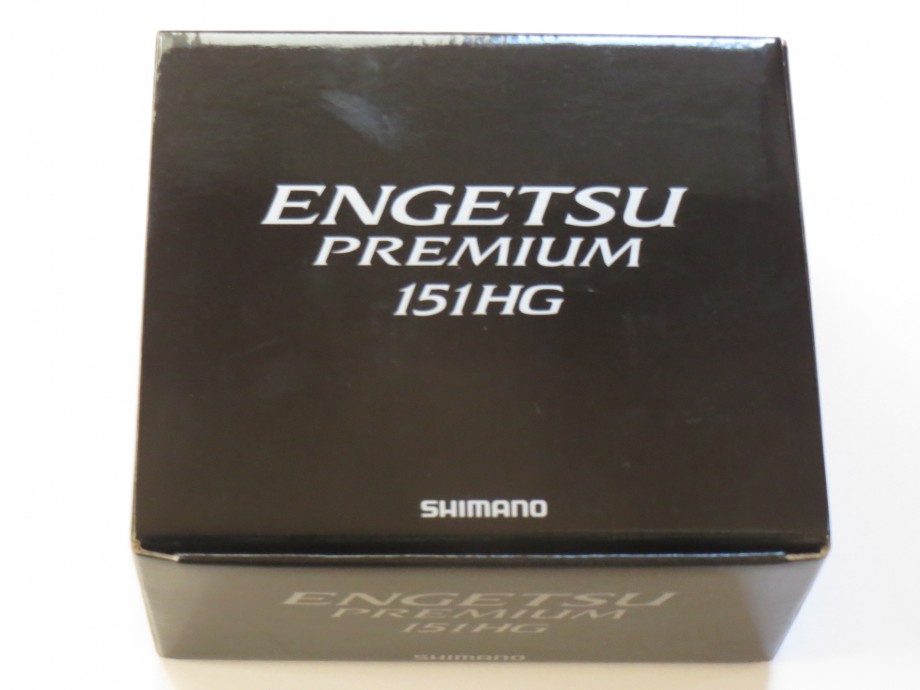 ENGETSU
PREMIUM
151HG
SHIMANO
ENGETSU
PREMIUM
151HG
SHIMANO